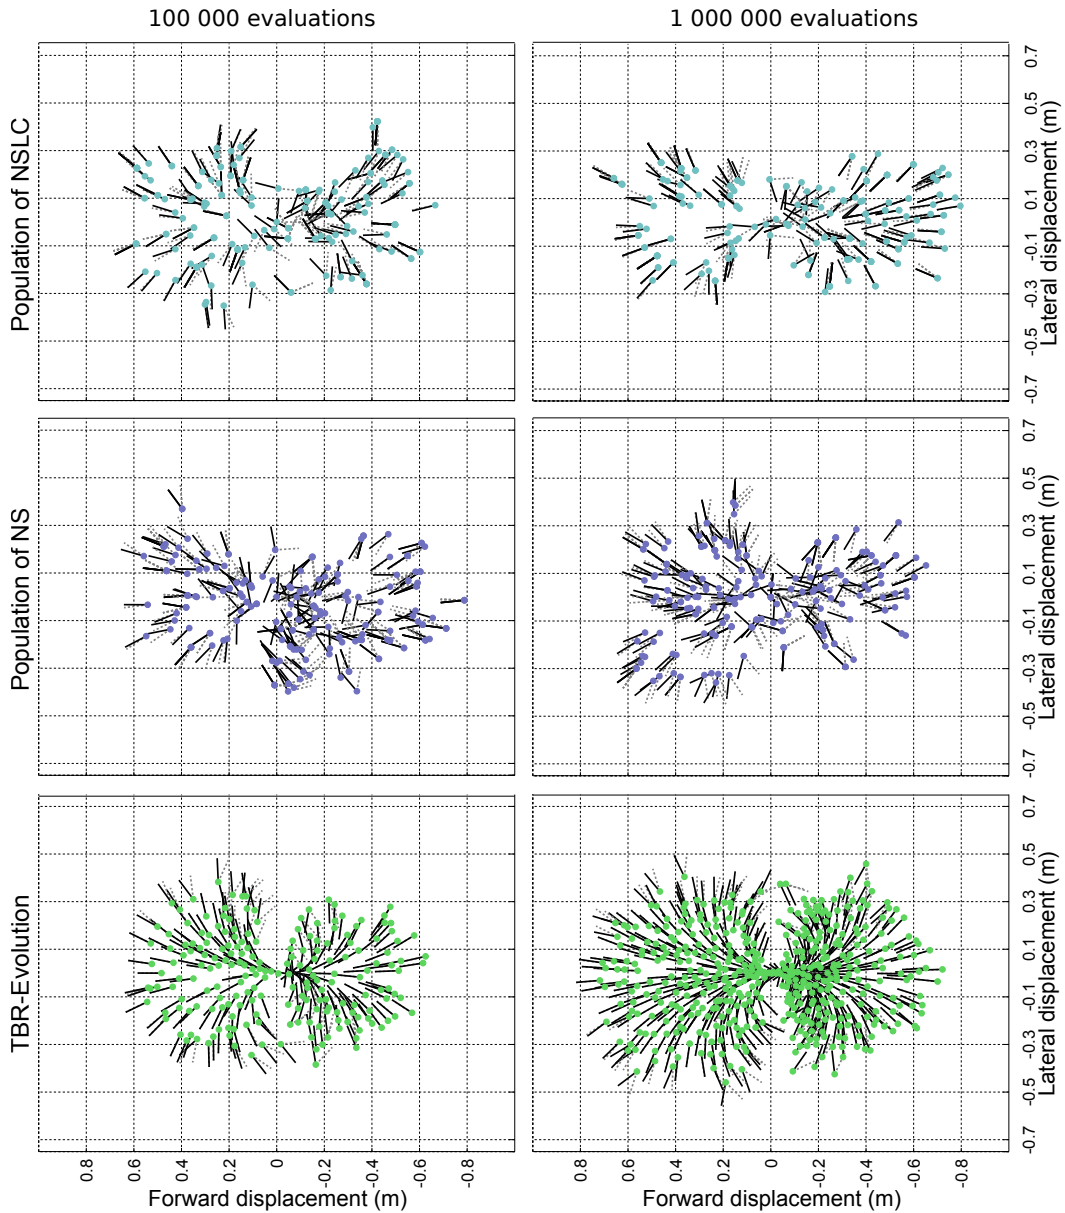 100 000 evaluations
1 000 000 evaluations
Population of NSLC
0.7
0.5
0.3
0.1
-0.1
-0.3
-0.5
-0.7
Lateral displacement (m)
Population of NS
0.7
0.5
0.3
0.1
-0.1
-0.3
-0.5
-0.7
Lateral displacement (m)
TBR-Evolution
0.7
0.5
0.3
0.1
-0.1
-0.3
-0.5
-0.7
Lateral displacement (m)
0.8 0.6 0.4 0.2 0 -0.2 -0.4 -0.6 -0.8
Forward displacement (m)
0.8 0.6 0.4 0.2 0 -0.2 -0.4 -0.6 -0.8
Forward displacement (m)